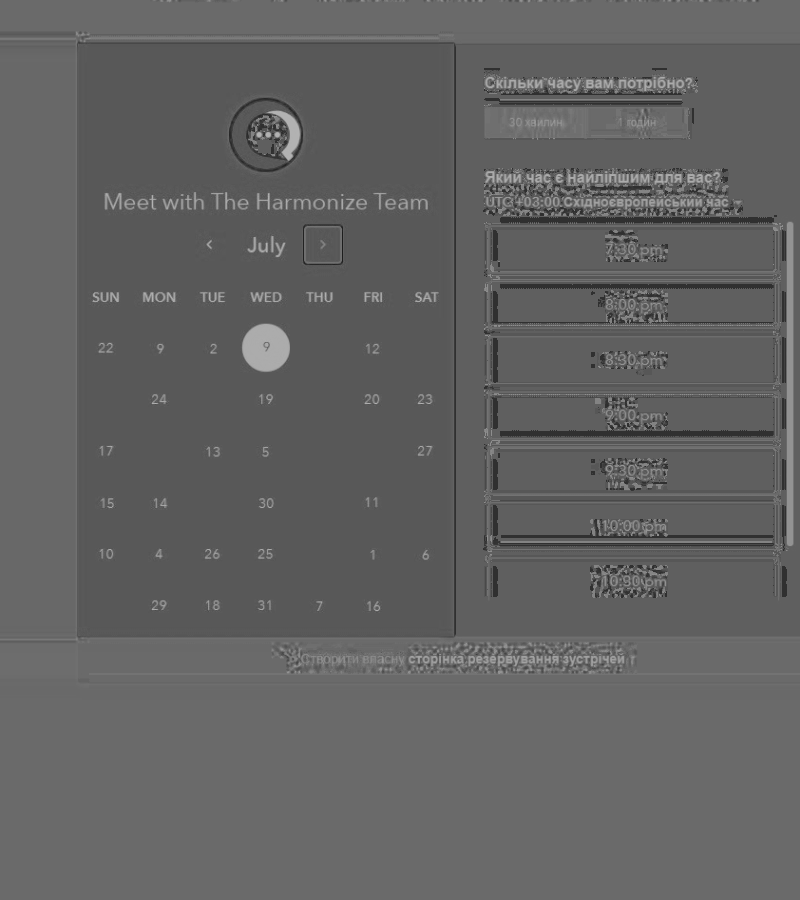 Meet with The Harmonize Team
July
SUN MON TUE WED THU FRI SAT
22 9 2 9 12
24 19 20 23
17 13 5 27
15 14 30 11
10 4 26 25 1 6
29 18 31 7 16
Скільки часу вам потрібно?
30 хвилин 1 годин
Який час є наиліпшим для вас?
UTC +03:00 Східноєвропейський час
7:30 pm
8:00 pm
8:30 pm
9:00 pm
9:30 pm
10:00 pm
10:30 pm
Створити власну сторінка резервування зустрічей